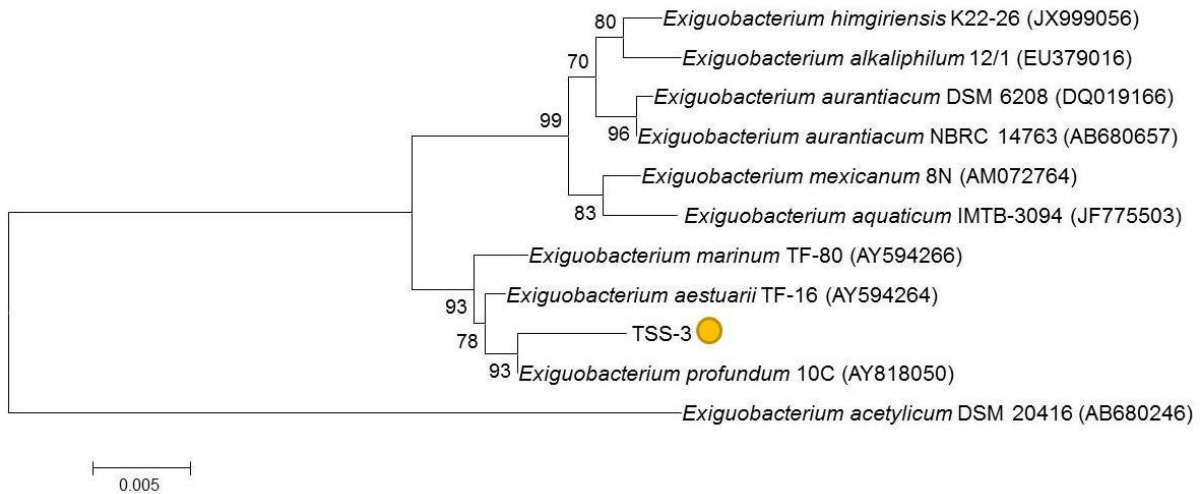 80
Exiguobacterium himgiriensis K22-26 (JX999056)
Exiguobacterium alkaliphilum 12/1 (EU379016)
70
Exiguobacterium aurantiacum DSM 6208 (DQ019166)
99
96
Exiguobacterium aurantiacum NBRC 14763 (AB680657)
Exiguobacterium mexicanum 8N (AM072764)
83
Exiguobacterium aquaticum IMTB-3094 (JF775503)
Exiguobacterium marinum TF-80 (AY594266)
93
Exiguobacterium aestuarii TF-16 (AY594264)
78
TSS-3
93
Exiguobacterium profundum 10C (AY818050)
Exiguobacterium acetylicum DSM 20416 (AB680246)
0.005